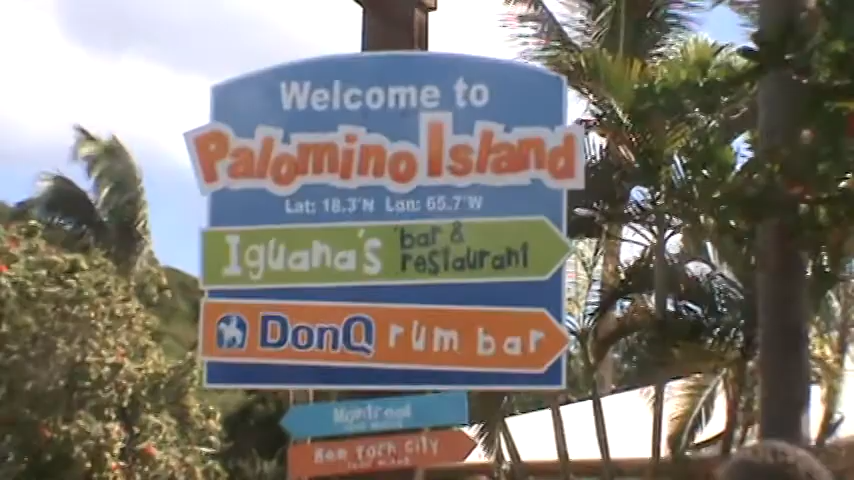 Welcome to
Palomino Island
Lat: 18.3°N Lon: 65.7°W
Iguana's bar &
restaurant
DonQ rum bar
Montreal
New York City